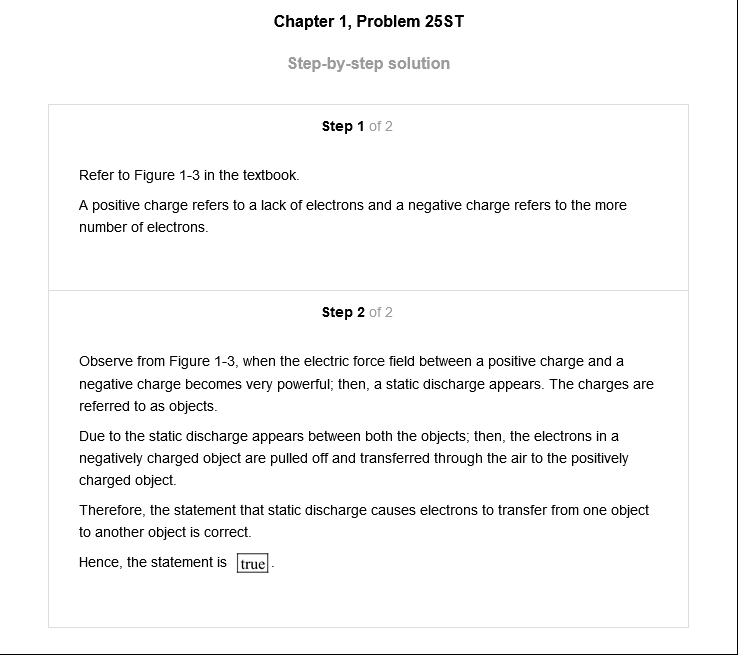 Chapter 1, Problem 25ST
Step-by-step solution
Step 1 of 2
Refer to Figure 1-3 in the textbook.
A positive charge refers to a lack of electrons and a negative charge refers to the more
number of electrons.
Step 2 of 2
Observe from Figure 1-3, when the electric force field between a positive charge and a
negative charge becomes very powerful; then, a static discharge appears. The charges are
referred to as objects.
Due to the static discharge appears between both the objects; then, the electrons in a
negatively charged object are pulled off and transferred through the air to the positively
charged object.
Therefore, the statement that static discharge causes electrons to transfer from one object
to another object is correct.
Hence, the statement is true.